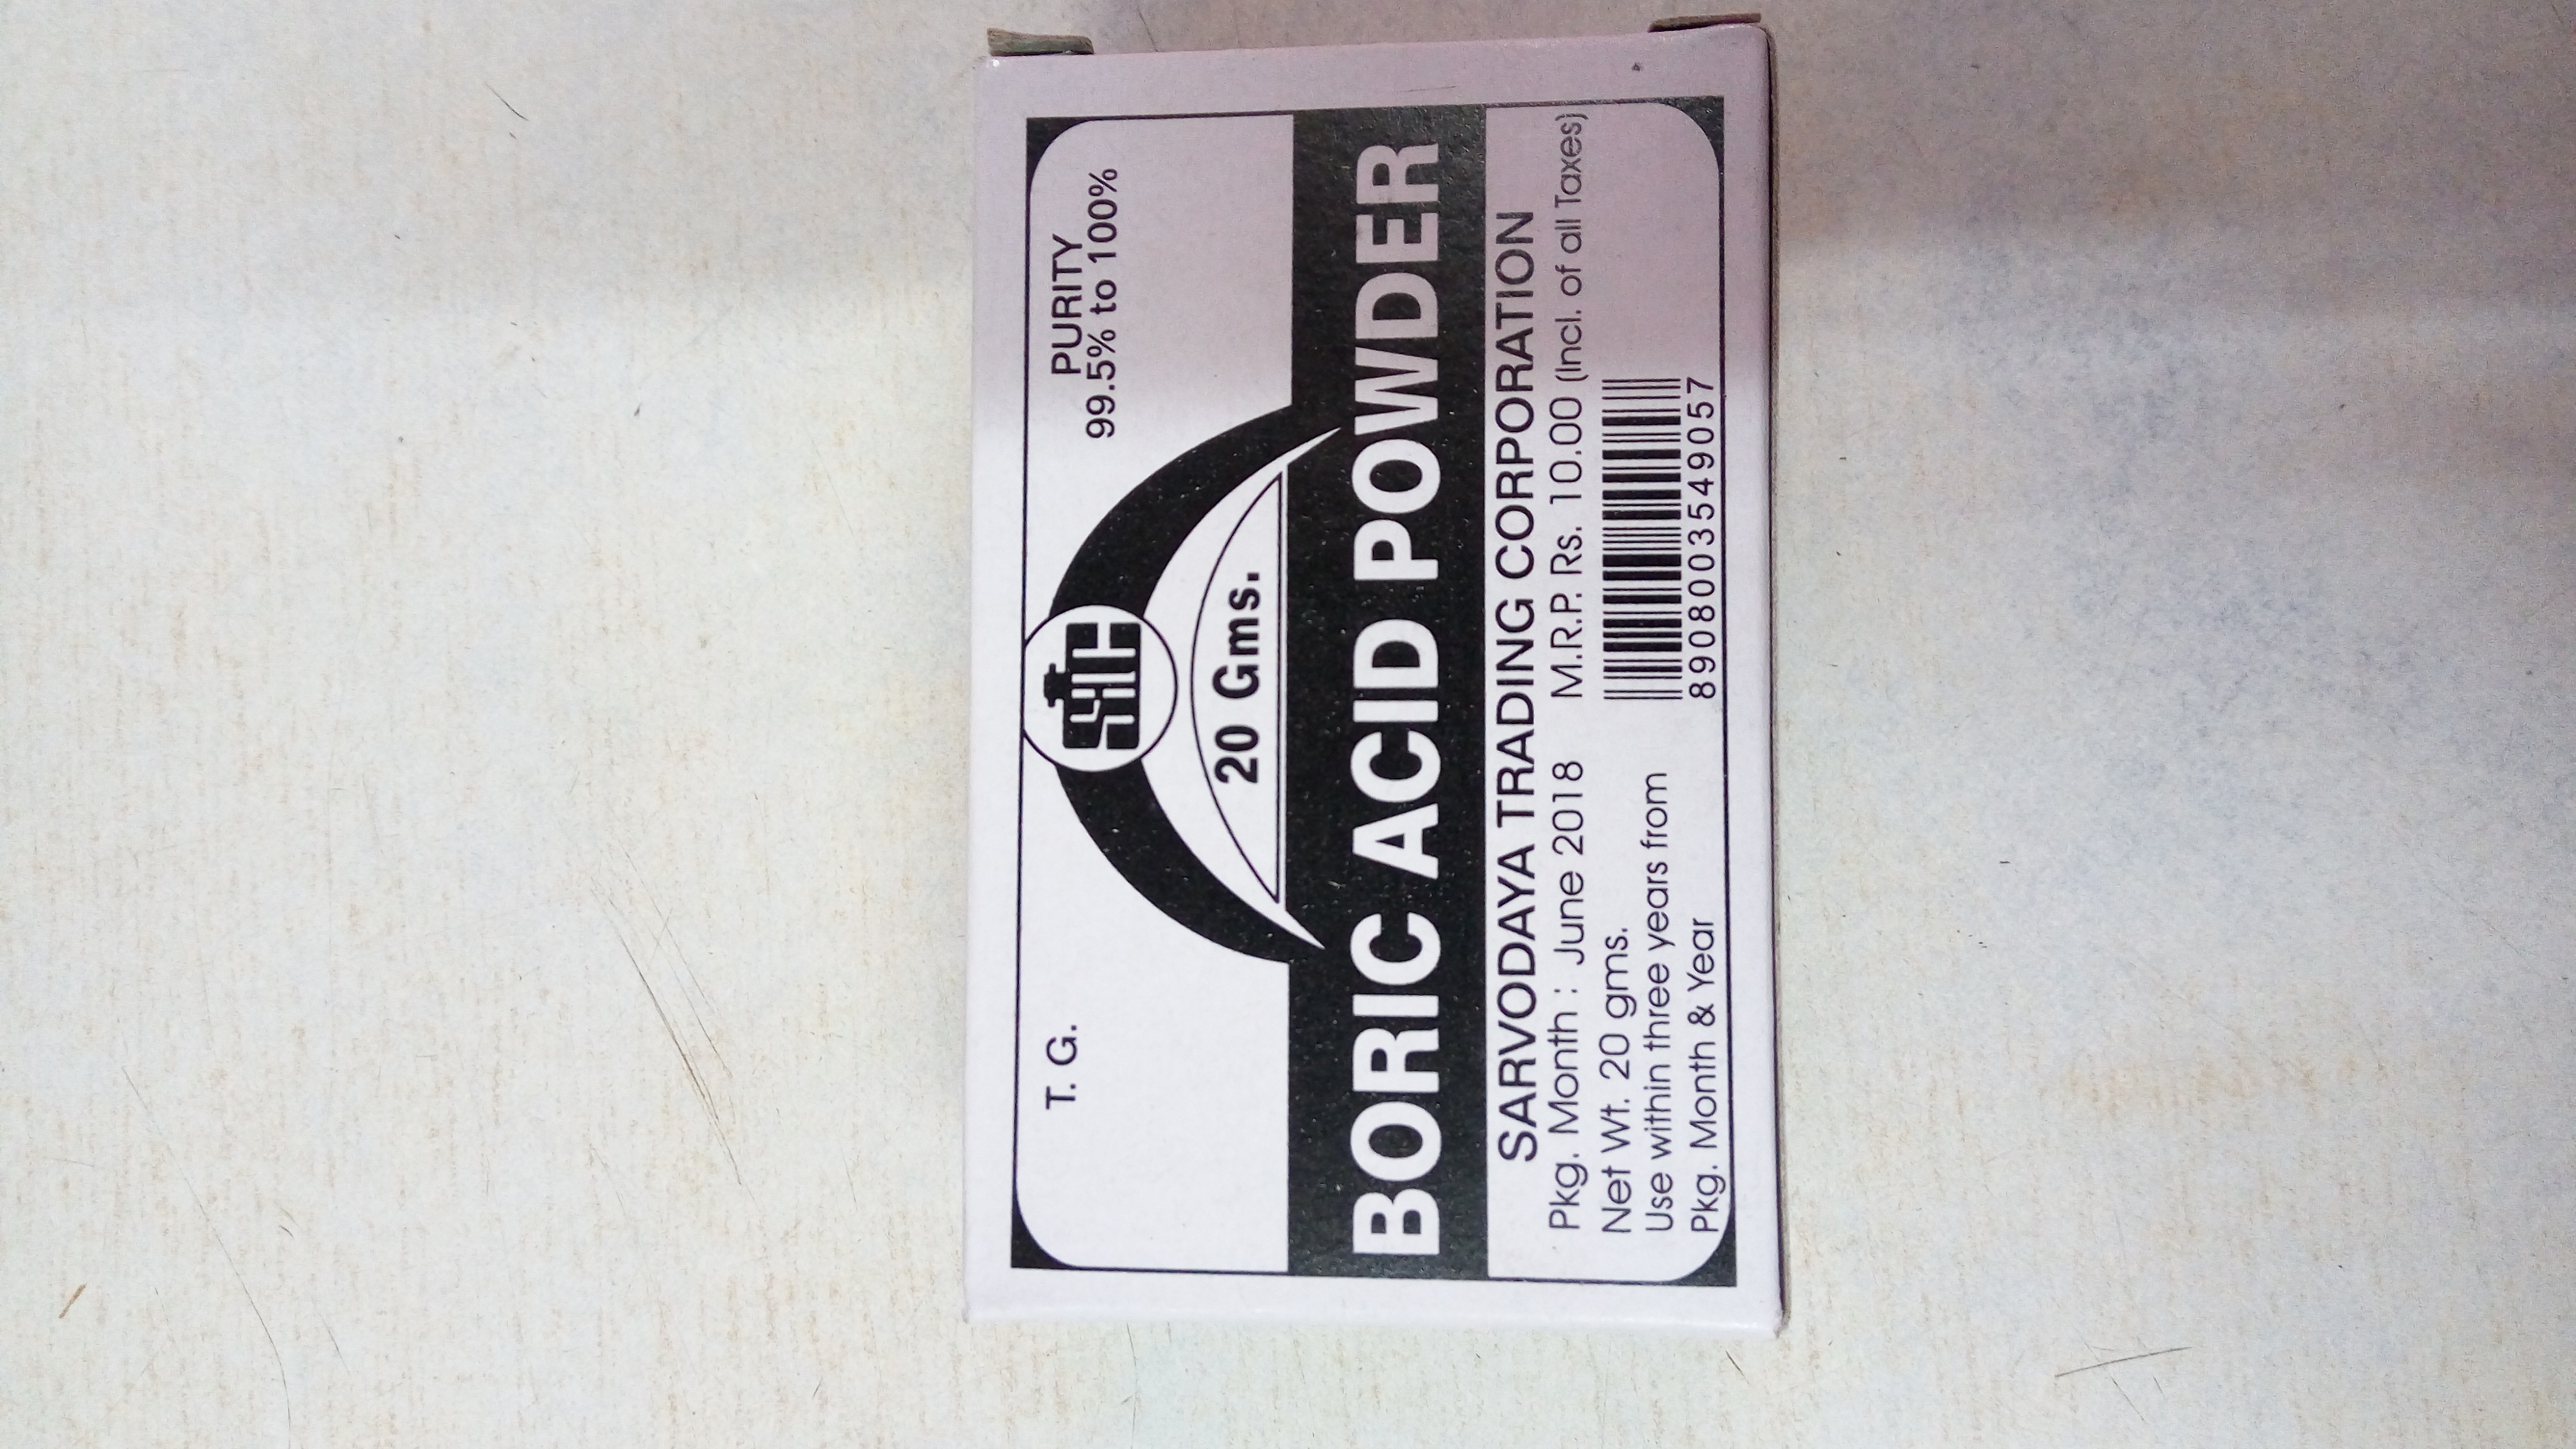 T. G.
PURITY
99.5% to 100%
20 Gms.
BORIC ACID POWDER
SARVODAYA TRADING CORPORATION
Pkg. Month : June 2018 M.R.P. Rs. 10.00 (Incl. of all Taxes)
Net Wt. 20 gms.
Use within three years from
Pkg. Month & Year
8908003549057